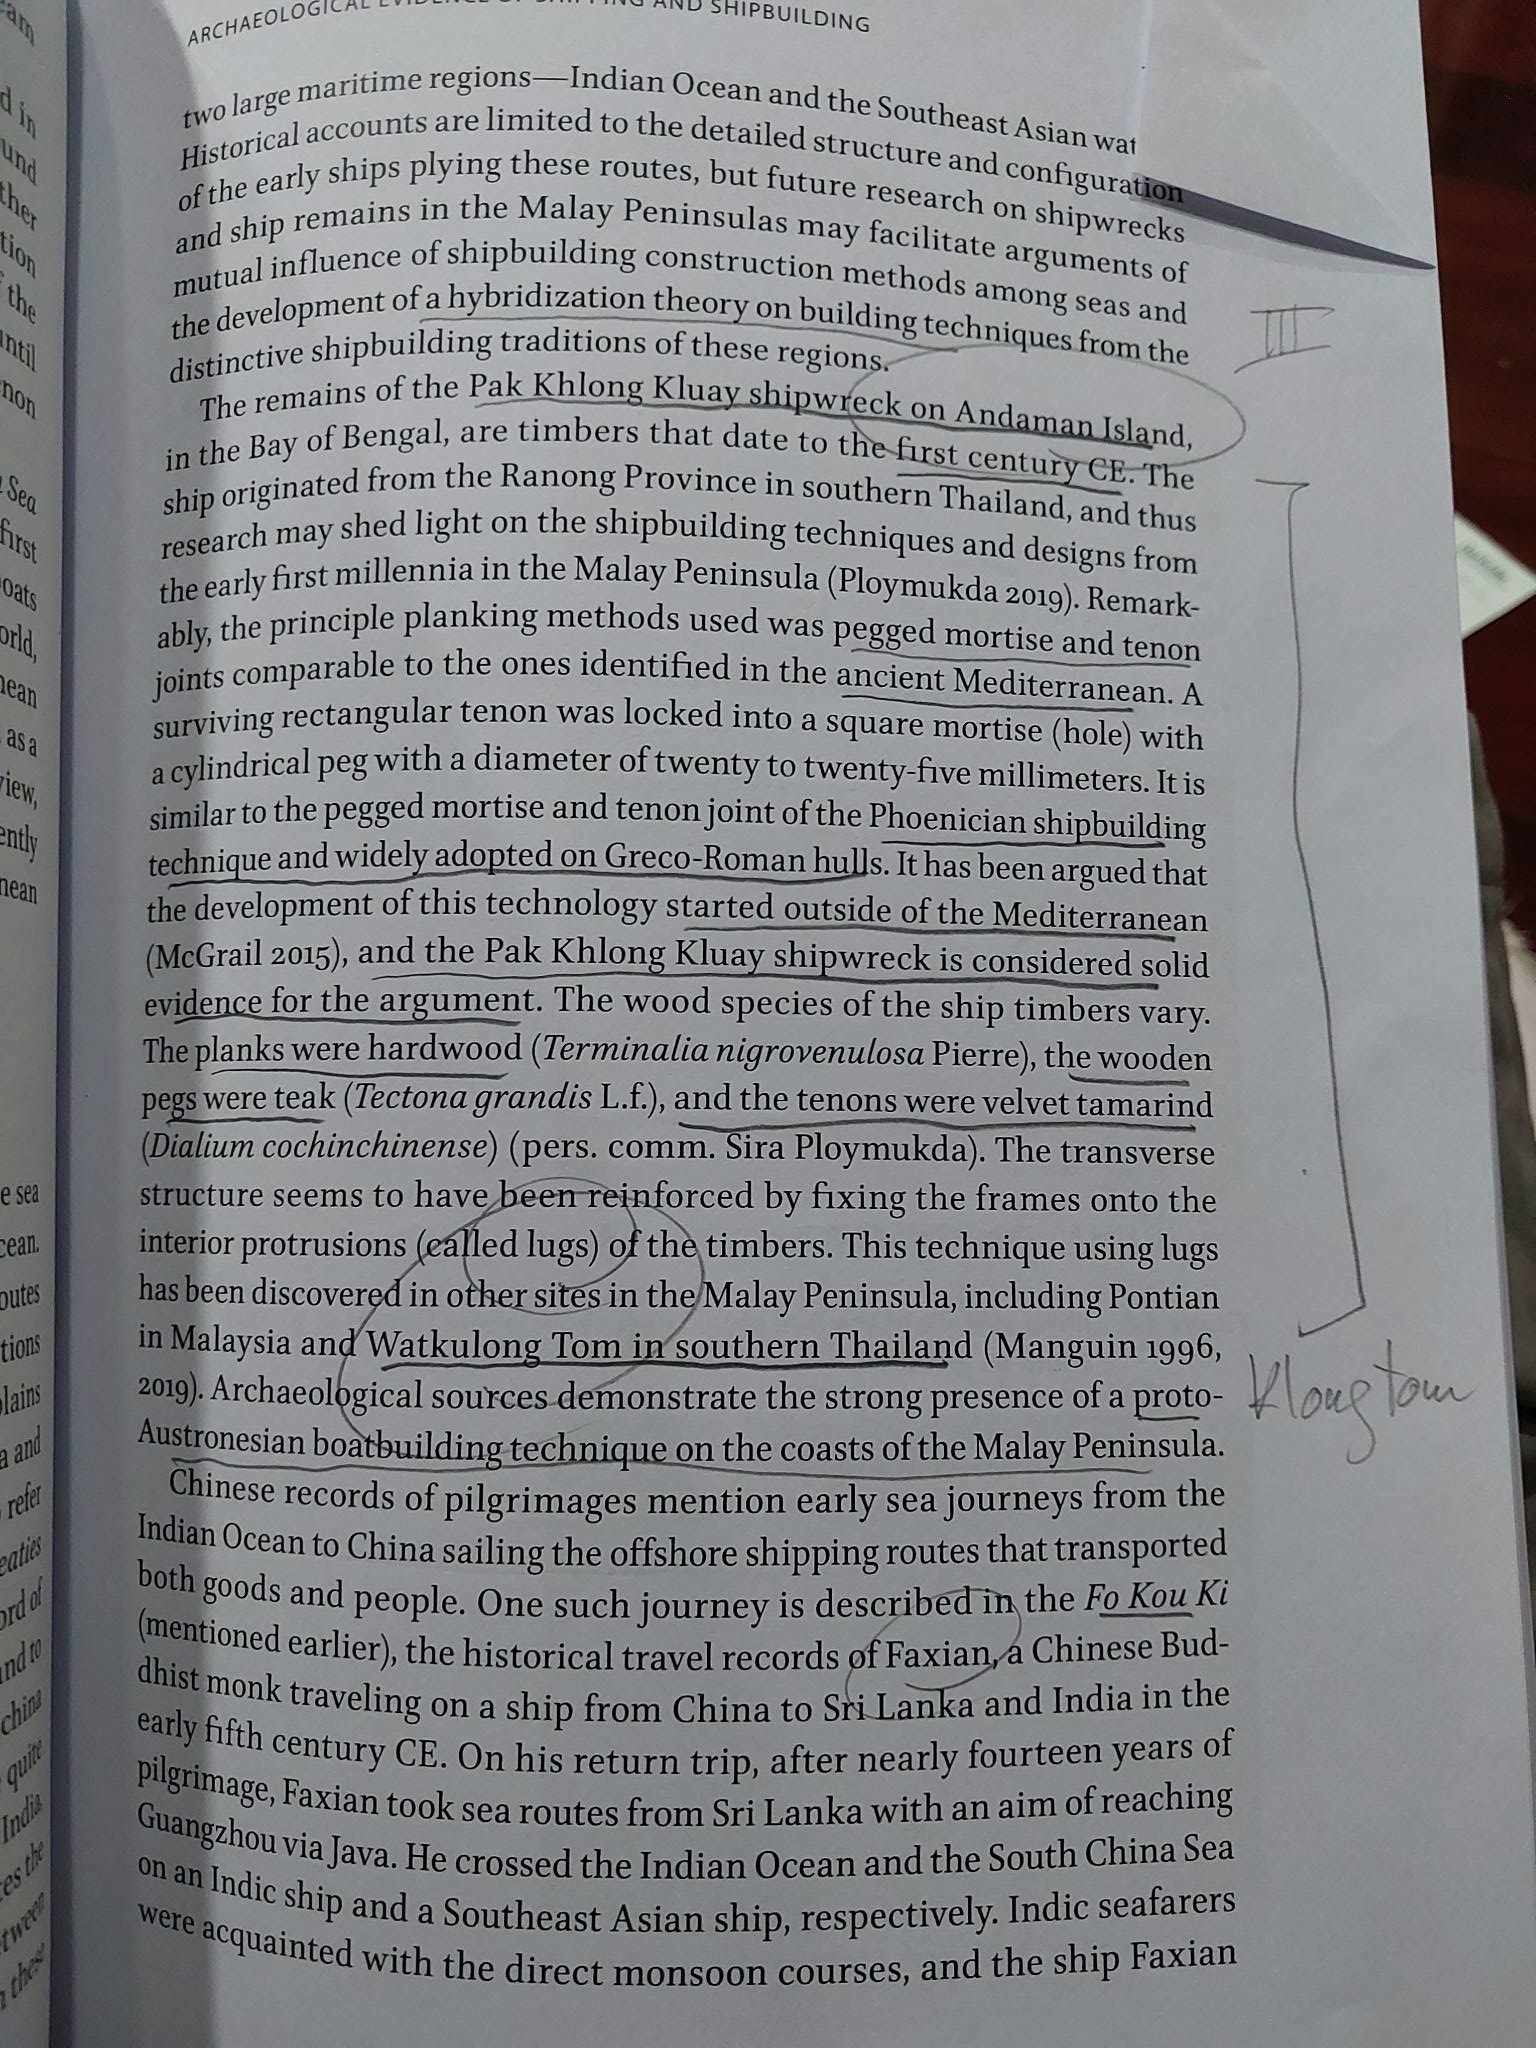 ARCHAEOLOGICAL EVIDENCE OF SHIPPING AND SHIPBUILDING
two large maritime regions—Indian Ocean and the Southeast Asian wat
Historical accounts are limited to the detailed structure and configuration
of the early ships plying these routes, but future research on shipwrecks
and ship remains in the Malay Peninsulas may facilitate arguments of
mutual influence of shipbuilding construction methods among seas and
the development of a hybridization theory on building techniques from the
distinctive shipbuilding traditions of these regions.
III
The remains of the Pak Khlong Kluay shipwreck on Andaman Island,
in the Bay of Bengal, are timbers that date to the first century CE. The
ship originated from the Ranong Province in southern Thailand, and thus
research may shed light on the shipbuilding techniques and designs from
the early first millennia in the Malay Peninsula (Ploymukda 2019). Remark-
ably, the principle planking methods used was pegged mortise and tenon
joints comparable to the ones identified in the ancient Mediterranean. A
surviving rectangular tenon was locked into a square mortise (hole) with
a cylindrical peg with a diameter of twenty to twenty-five millimeters. It is
similar to the pegged mortise and tenon joint of the Phoenician shipbuilding
technique and widely adopted on Greco-Roman hulls. It has been argued that
the development of this technology started outside of the Mediterranean
(McGrail 2015), and the Pak Khlong Kluay shipwreck is considered solid
evidence for the argument. The wood species of the ship timbers vary.
The planks were hardwood (Terminalia nigrovenulosa Pierre), the wooden
pegs were teak (Tectona grandis L.f.), and the tenons were velvet tamarind
(Dialium cochinchinense) (pers. comm. Sira Ploymukda). The transverse
structure seems to have been reinforced by fixing the frames onto the
interior protrusions (called lugs) of the timbers. This technique using lugs
has been discovered in other sites in the Malay Peninsula, including Pontian
in Malaysia and Watkulong Tom in southern Thailand (Manguin 1996,
2019). Archaeological sources demonstrate the strong presence of a proto-
Klong tom
Austronesian boatbuilding technique on the coasts of the Malay Peninsula.
Chinese records of pilgrimages mention early sea journeys from the
Indian Ocean to China sailing the offshore shipping routes that transported
both goods and people. One such journey is described in the Fo Kou Ki
(mentioned earlier), the historical travel records of Faxian, a Chinese Bud-
dhist monk traveling on a ship from China to Sri Lanka and India in the
early fifth century CE. On his return trip, after nearly fourteen years of
pilgrimage, Faxian took sea routes from Sri Lanka with an aim of reaching
Guangzhou via Java. He crossed the Indian Ocean and the South China Sea
on an Indic ship and a Southeast Asian ship, respectively. Indic seafarers
were acquainted with the direct monsoon courses, and the ship Faxian